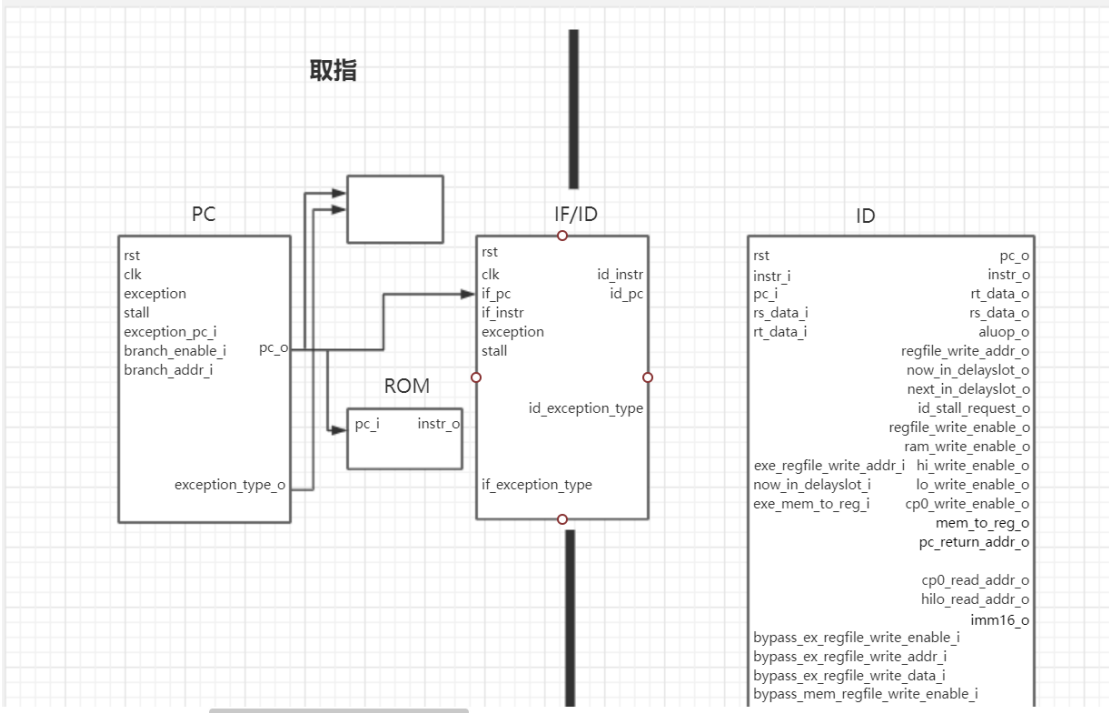 取指
PC
rst
clk
exception
stall
exception_pc_i
branch_enable_i
branch_addr_i
pc_o
exception_type_o
ROM
pc_i
instr_o
IF/ID
rst
clk
if_pc
if_instr
exception
stall
id_instr
id_pc
id_exception_type
if_exception_type
ID
rst
instr_i
pc_i
rs_data_i
rt_data_i
pc_o
instr_o
rt_data_o
rs_data_o
aluop_o
regfile_write_addr_o
now_in_delayslot_o
next_in_delayslot_o
id_stall_request_o
regfile_write_enable_o
ram_write_enable_o
exe_regfile_write_addr_i
hi_write_enable_o
now_in_delayslot_i
lo_write_enable_o
exe_mem_to_reg_i
cp0_write_enable_o
mem_to_reg_o
pc_return_addr_o
cp0_read_addr_o
hilo_read_addr_o
imm16_o
bypass_ex_regfile_write_enable_i
bypass_ex_regfile_write_addr_i
bypass_ex_regfile_write_data_i
bypass_mem_regfile_write_enable_i